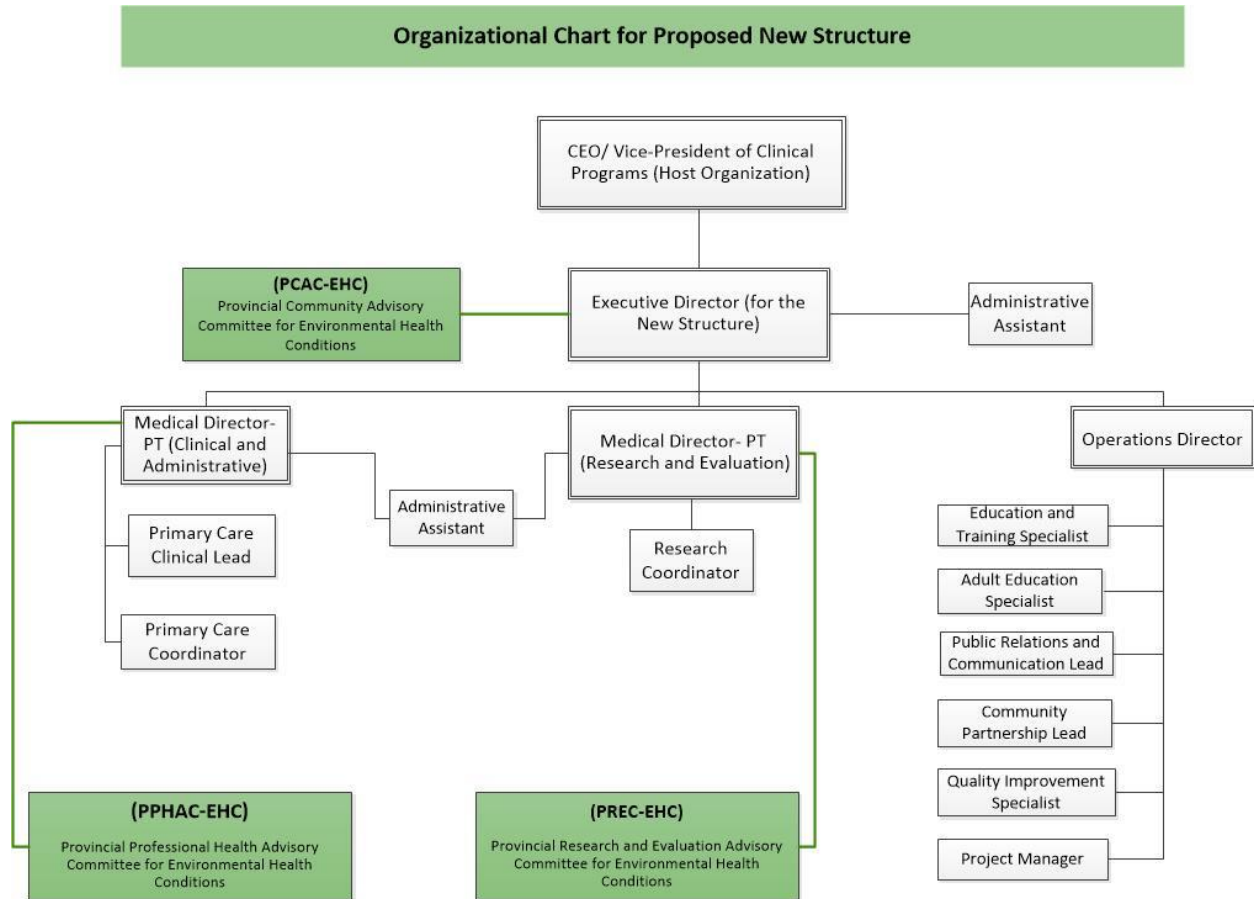 Organizational Chart for Proposed New Structure
CEO/ Vice-President of Clinical
Programs (Host Organization)
(PCAC-EHC)
Provincial Community Advisory
Committee for Environmental Health
Conditions
Executive Director (for the
New Structure)
Administrative
Assistant
Medical Director-
PT (Clinical and
Administrative)
Medical Director- PT
(Research and Evaluation)
Operations Director
Administrative
Assistant
Primary Care
Clinical Lead
Primary Care
Coordinator
Research
Coordinator
Education and
Training Specialist
Adult Education
Specialist
Public Relations and
Communication Lead
Community
Partnership Lead
Quality Improvement
Specialist
Project Manager
(PPHAC-EHC)
Provincial Professional Health Advisory
Committee for Environmental Health
Conditions
(PREC-EHC)
Provincial Research and Evaluation Advisory
Committee for Environmental Health
Conditions